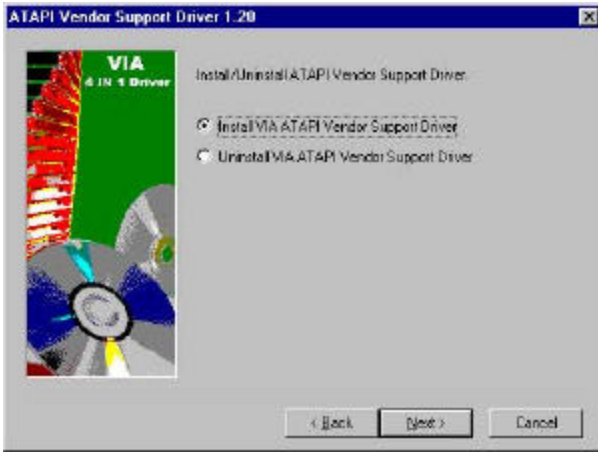 ATAPI Vendor Support Driver 1.20
VIA
4 IN 1 Driver
Install/Uninstall ATAPI Vendor Support Driver.
Install VIA ATAPI Vendor Support Driver
Uninstall VIA ATAPI Vendor Support Driver
< Back
Next >
Cancel